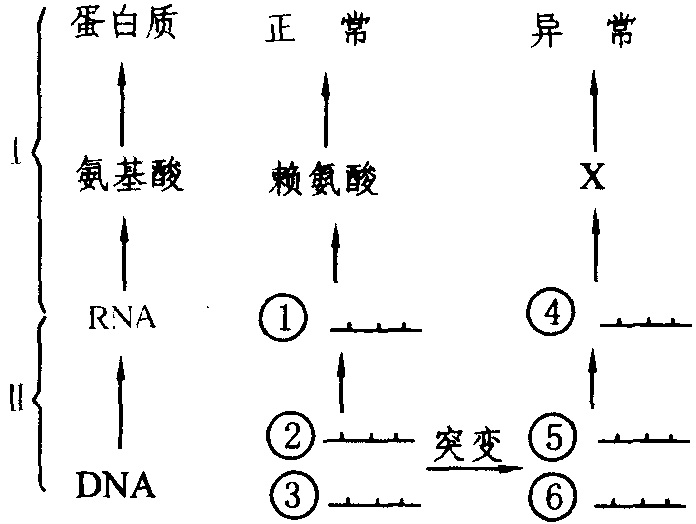 蛋白质 正常 异常
I 氨基酸 赖氨酸 X
RNA ① ④
II ② 突变 ⑤
DNA ③ ⑥